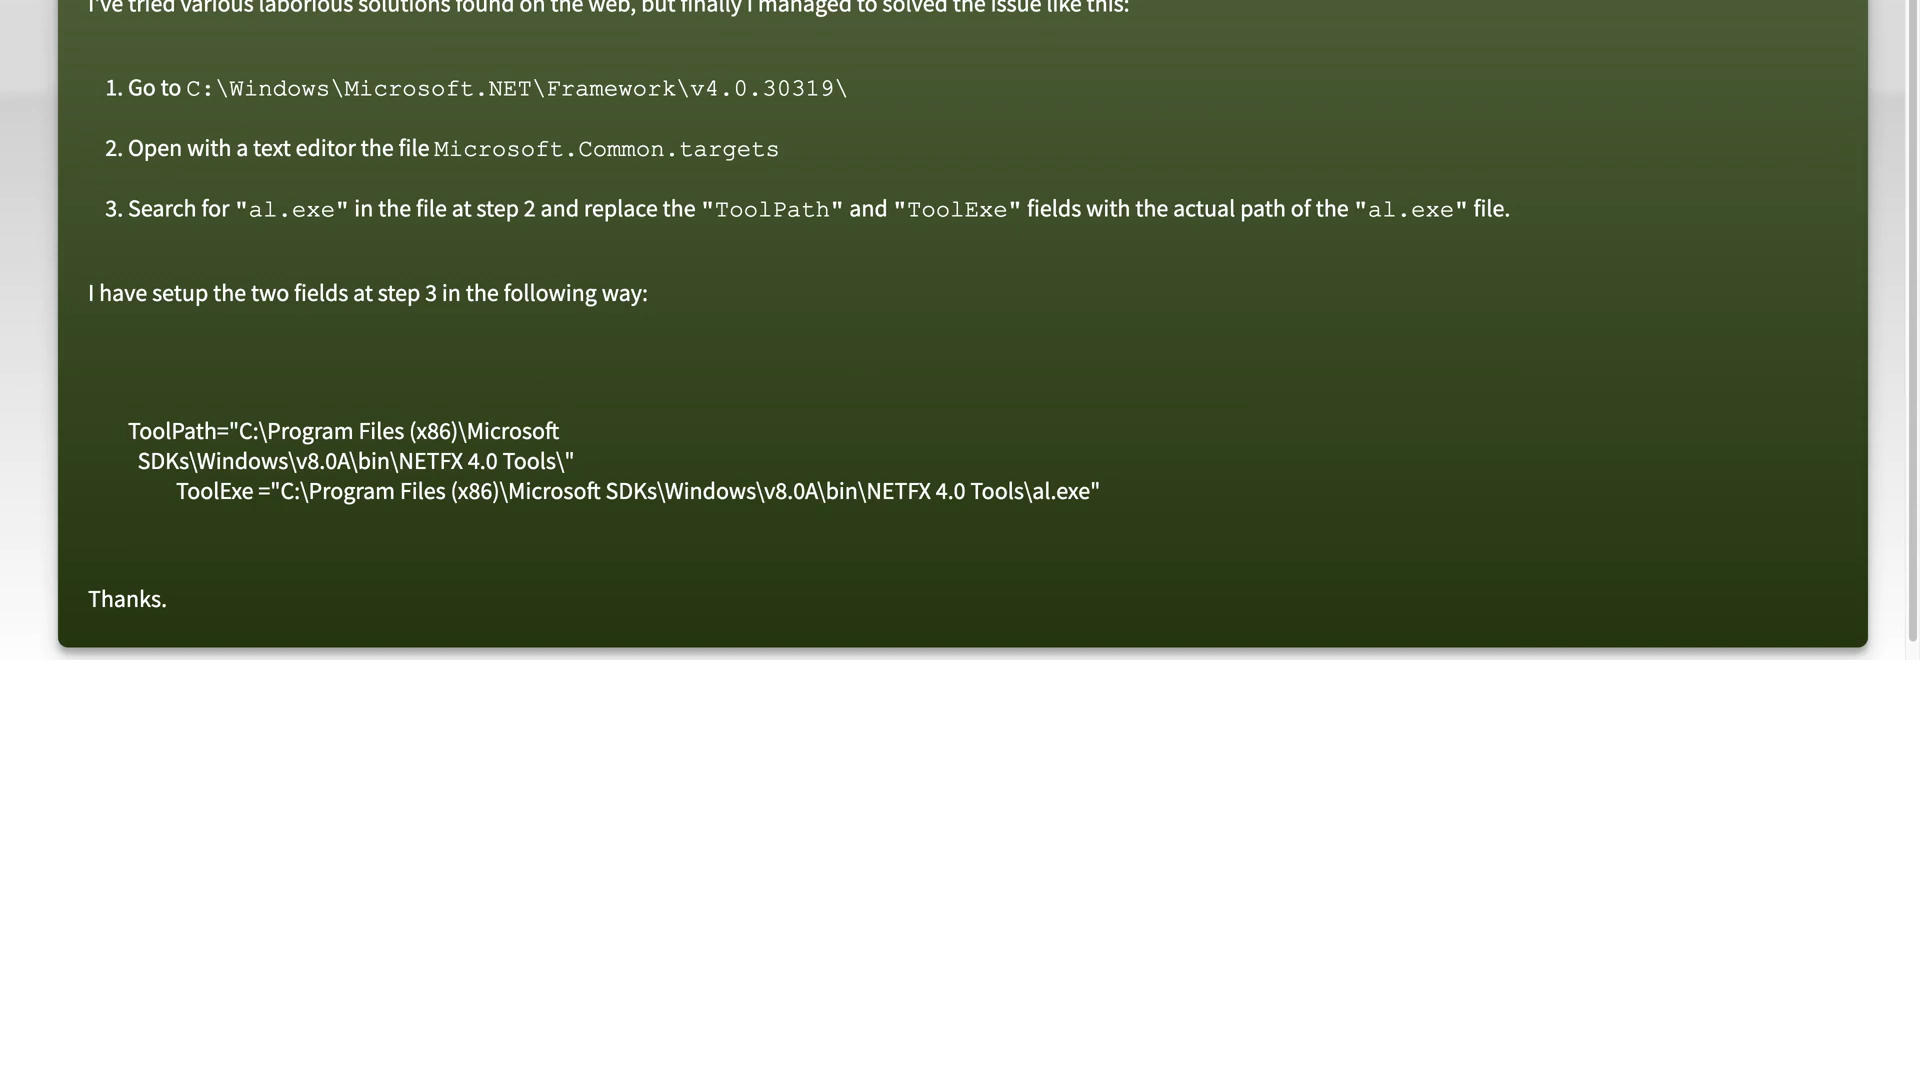 I've tried various laborious solutions found on the web, but finally I managed to solved the issue like this:
1. Go to C:\Windows\Microsoft.NET\Framework\v4.0.30319\
2. Open with a text editor the file Microsoft.Common.targets
3. Search for "al.exe" in the file at step 2 and replace the "ToolPath" and "ToolExe" fields with the actual path of the "al.exe" file.
I have setup the two fields at step 3 in the following way:
ToolPath="C:\Program Files (x86)\Microsoft
SDKs\Windows\v8.0A\bin\NETFX 4.0 Tools\"
ToolExe ="C:\Program Files (x86)\Microsoft SDKs\Windows\v8.0A\bin\NETFX 4.0 Tools\al.exe"
Thanks.